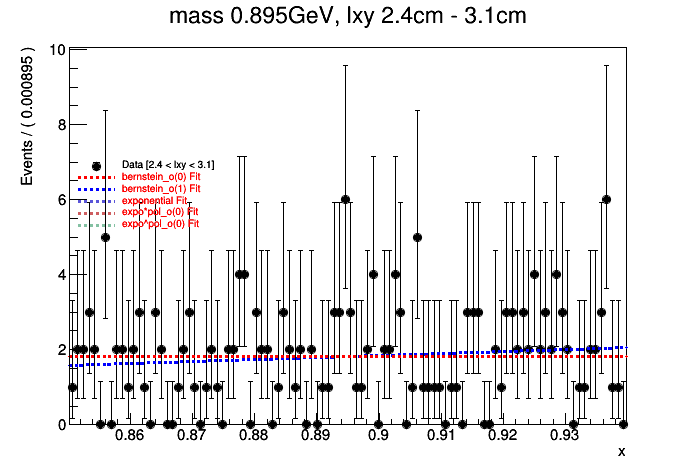 mass 0.895GeV, lxy 2.4cm - 3.1cm
Events / ( 0.000895 )
10
8
6
4
2
0
Data [2.4 < lxy < 3.1]
bernstein_o(0) Fit
bernstein_o(1) Fit
exponential Fit
expo*pol_o(0) Fit
expo^pol_o(0) Fit
0.86 0.87 0.88 0.89 0.9 0.91 0.92 0.93
x